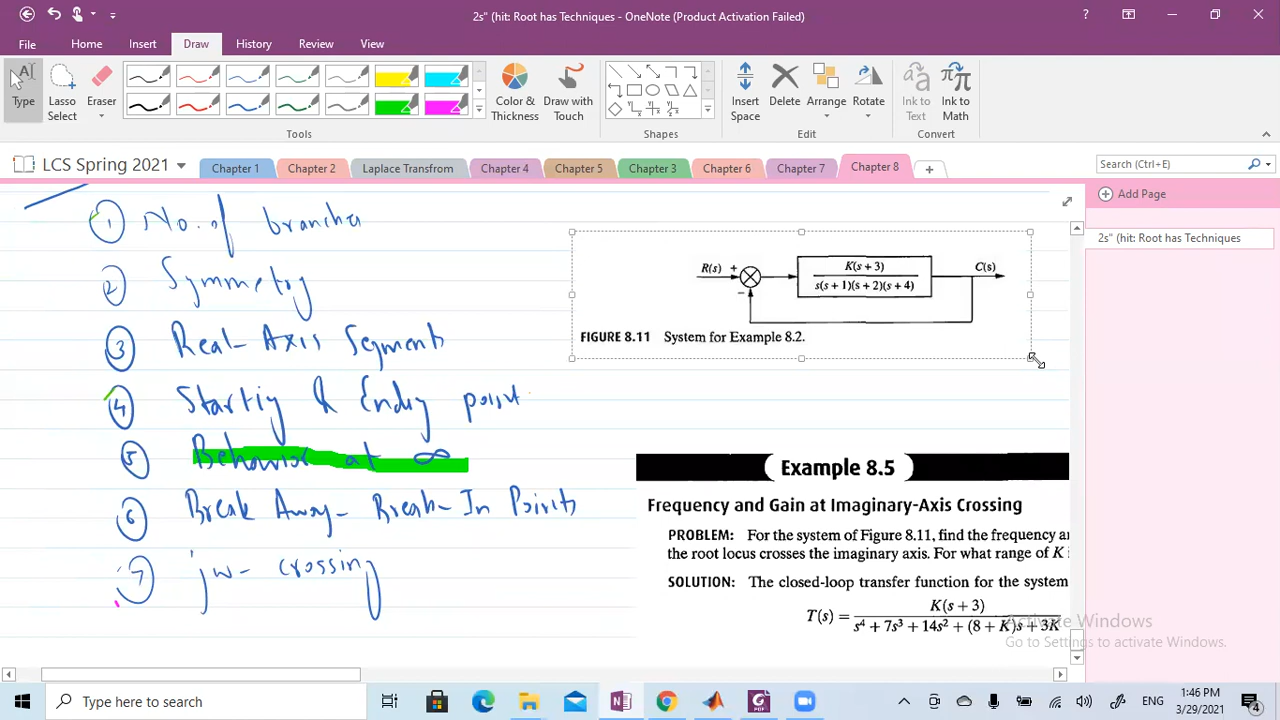 2s" (hit: Root has Techniques - OneNote (Product Activation Failed)
File Home Insert Draw History Review View
Type
Lasso Select
Eraser
Color & Thickness
Draw with Touch
Insert Space
Delete
Arrange
Rotate
Ink to Text
Ink to Math
Tools Shapes Edit Convert
LCS Spring 2021
Chapter 1 Chapter 2 Laplace Transfrom Chapter 4 Chapter 5 Chapter 3 Chapter 6 Chapter 7 Chapter 8
Search (Ctrl+E)
Add Page
2s" (hit: Root has Techniques
1 No. of branches
2 Symmetry
3 Real-Axis Segments
4 Starting & Ending point
5 Behavior at ∞
6 Break Away- Break-In Points
7 jw- crossing
R(s) + − K(s + 3) C(s)
s(s + 1)(s + 2)(s + 4)
FIGURE 8.11 System for Example 8.2.
Example 8.5
Frequency and Gain at Imaginary-Axis Crossing
PROBLEM: For the system of Figure 8.11, find the frequency a
the root locus crosses the imaginary axis. For what range of K
SOLUTION: The closed-loop transfer function for the system
T(s) = K(s + 3)
s⁴ + 7s³ + 14s² + (8 + K)s + 3K
Activate Windows
Go to Settings to activate Windows.
Type here to search
ENG
1:46 PM
3/29/2021
4